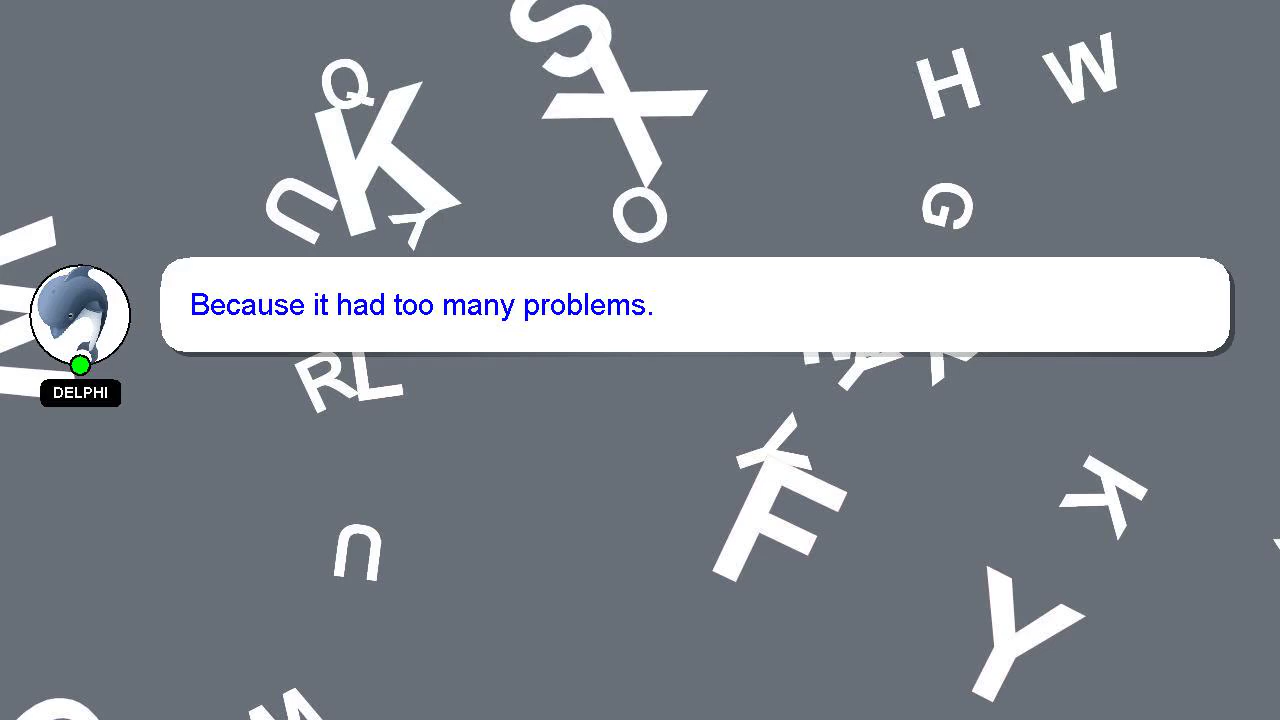 S
Q
H W
K X
U Y O G
Because it had too many problems.
DELPHI
R L
K
F K
U
Y
M